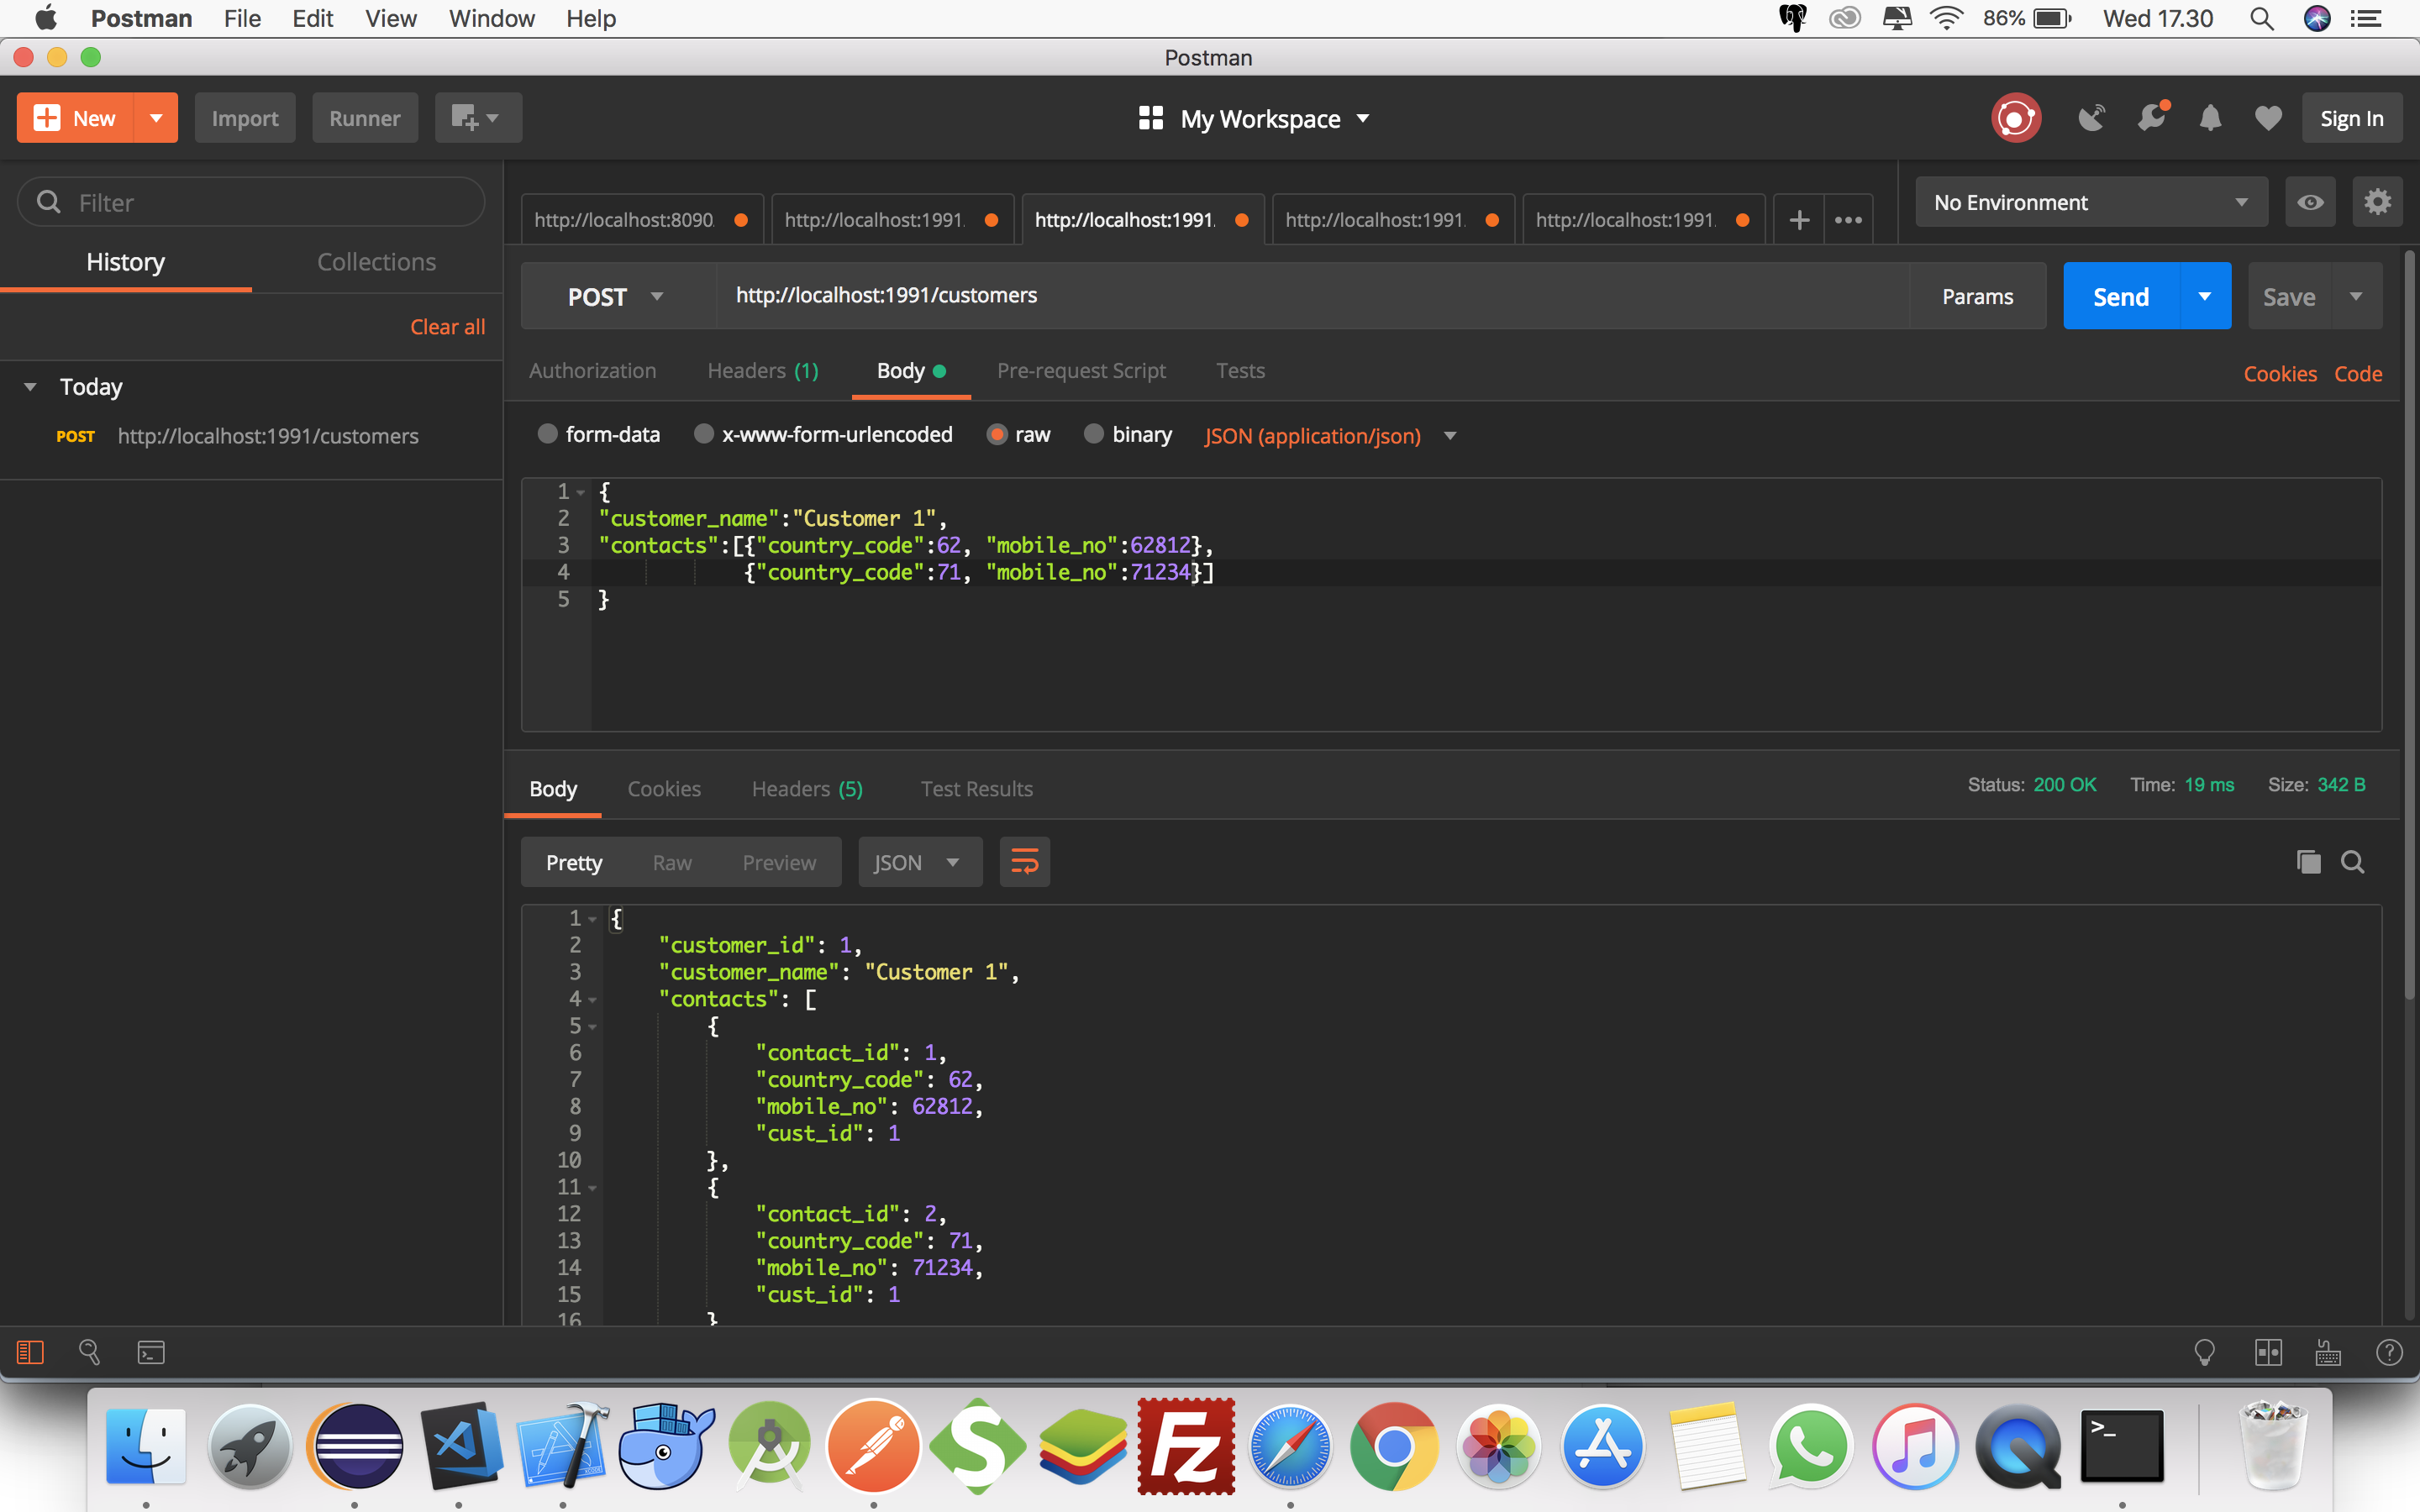 Postman File Edit View Window Help 86% Wed 17.30
Postman
New Import Runner My Workspace Sign In
Filter
http://localhost:8090. http://localhost:1991. http://localhost:1991. http://localhost:1991. http://localhost:1991. No Environment
History Collections
Clear all
Today
POST http://localhost:1991/customers
POST http://localhost:1991/customers Params Send Save
Authorization Headers (1) Body Pre-request Script Tests Cookies Code
form-data x-www-form-urlencoded raw binary JSON (application/json)
1 {
2 "customer_name":"Customer 1",
3 "contacts":[{"country_code":62, "mobile_no":62812},
4 {"country_code":71, "mobile_no":71234}]
5 }
Body Cookies Headers (5) Test Results Status: 200 OK Time: 19 ms Size: 342 B
Pretty Raw Preview JSON
1 {
2 "customer_id": 1,
3 "customer_name": "Customer 1",
4 "contacts": [
5 {
6 "contact_id": 1,
7 "country_code": 62,
8 "mobile_no": 62812,
9 "cust_id": 1
10 },
11 {
12 "contact_id": 2,
13 "country_code": 71,
14 "mobile_no": 71234,
15 "cust_id": 1
16 }
S Fz >_